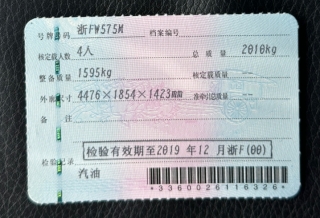 号牌号码 浙FW575M 档案编号
核定载人数 4人 总质量 2010kg
整备质量 1595kg 核定载质量
外廓尺寸 4476×1854×1423mm 准牵引总质量
备注
检验有效期至2019 年12 月浙F(00)
检验记录
汽油
*3360026116326*